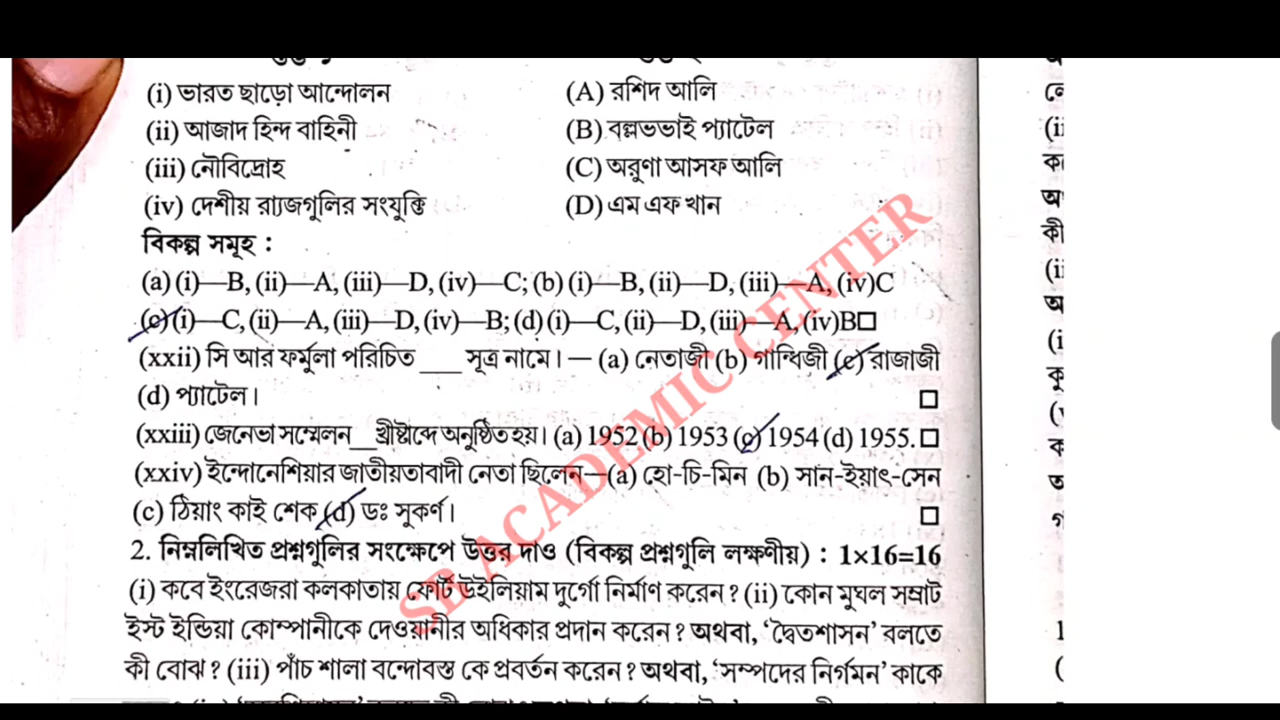 (i) ভারত ছাড়ো আন্দোলন (A) রশিদ আলি
(ii) আজাদ হিন্দ বাহিনী (B) বল্লভভাই প্যাটেল
(iii) নৌবিদ্রোহ (C) অরুণা আসফ আলি
(iv) দেশীয় রাজ্যগুলির সংযুক্তি (D) এম এফ খান
বিকল্প সমূহ :
(a) (i)—B, (ii)—A, (iii)—D, (iv)—C; (b) (i)—B, (ii)—D, (iii)—A, (iv)C
(c) (i)—C, (ii)—A, (iii)—D, (iv)—B; (d) (i)—C, (ii)—D, (iii)—A, (iv)B□
(xxii) সি আর ফর্মুলা পরিচিত ___ সূত্র নামে। — (a) নেতাজী (b) গান্ধিজী (c) রাজাজী
(d) প্যাটেল। □
(xxiii) জেনেভা সম্মেলন __খ্রীষ্টাব্দে অনুষ্ঠিত হয়। (a) 1952 (b) 1953 (c) 1954 (d) 1955. □
(xxiv) ইন্দোনেশিয়ার জাতীয়তাবাদী নেতা ছিলেন—(a) হো-চি-মিন (b) সান-ইয়াৎ-সেন
(c) ঠিয়াং কাই শেক (d) ডঃ সুকর্ণ। □
2. নিম্নলিখিত প্রশ্নগুলির সংক্ষেপে উত্তর দাও (বিকল্প প্রশ্নগুলি লক্ষণীয়) : 1×16=16
(i) কবে ইংরেজরা কলকাতায় ফোর্ট উইলিয়াম দুর্গো নির্মাণ করেন? (ii) কোন মুঘল সম্রাট
ইস্ট ইন্ডিয়া কোম্পানীকে দেওয়ানীর অধিকার প্রদান করেন? অথবা, ‘দ্বৈতশাসন’ বলতে
কী বোঝ? (iii) পাঁচ শালা বন্দোবস্ত কে প্রবর্তন করেন? অথবা, ‘সম্পদের নির্গমন’ কাকে
SB ACADEMIC CENTER